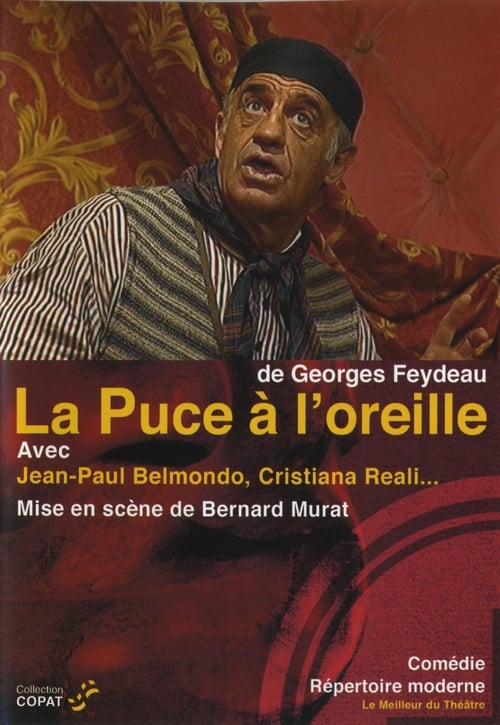 de Georges Feydeau
La Puce à l'oreille
Avec
Jean-Paul Belmondo, Cristiana Reali...
Mise en scène de Bernard Murat
Comédie
Répertoire moderne
Le Meilleur du Théâtre
Collection
COPAT